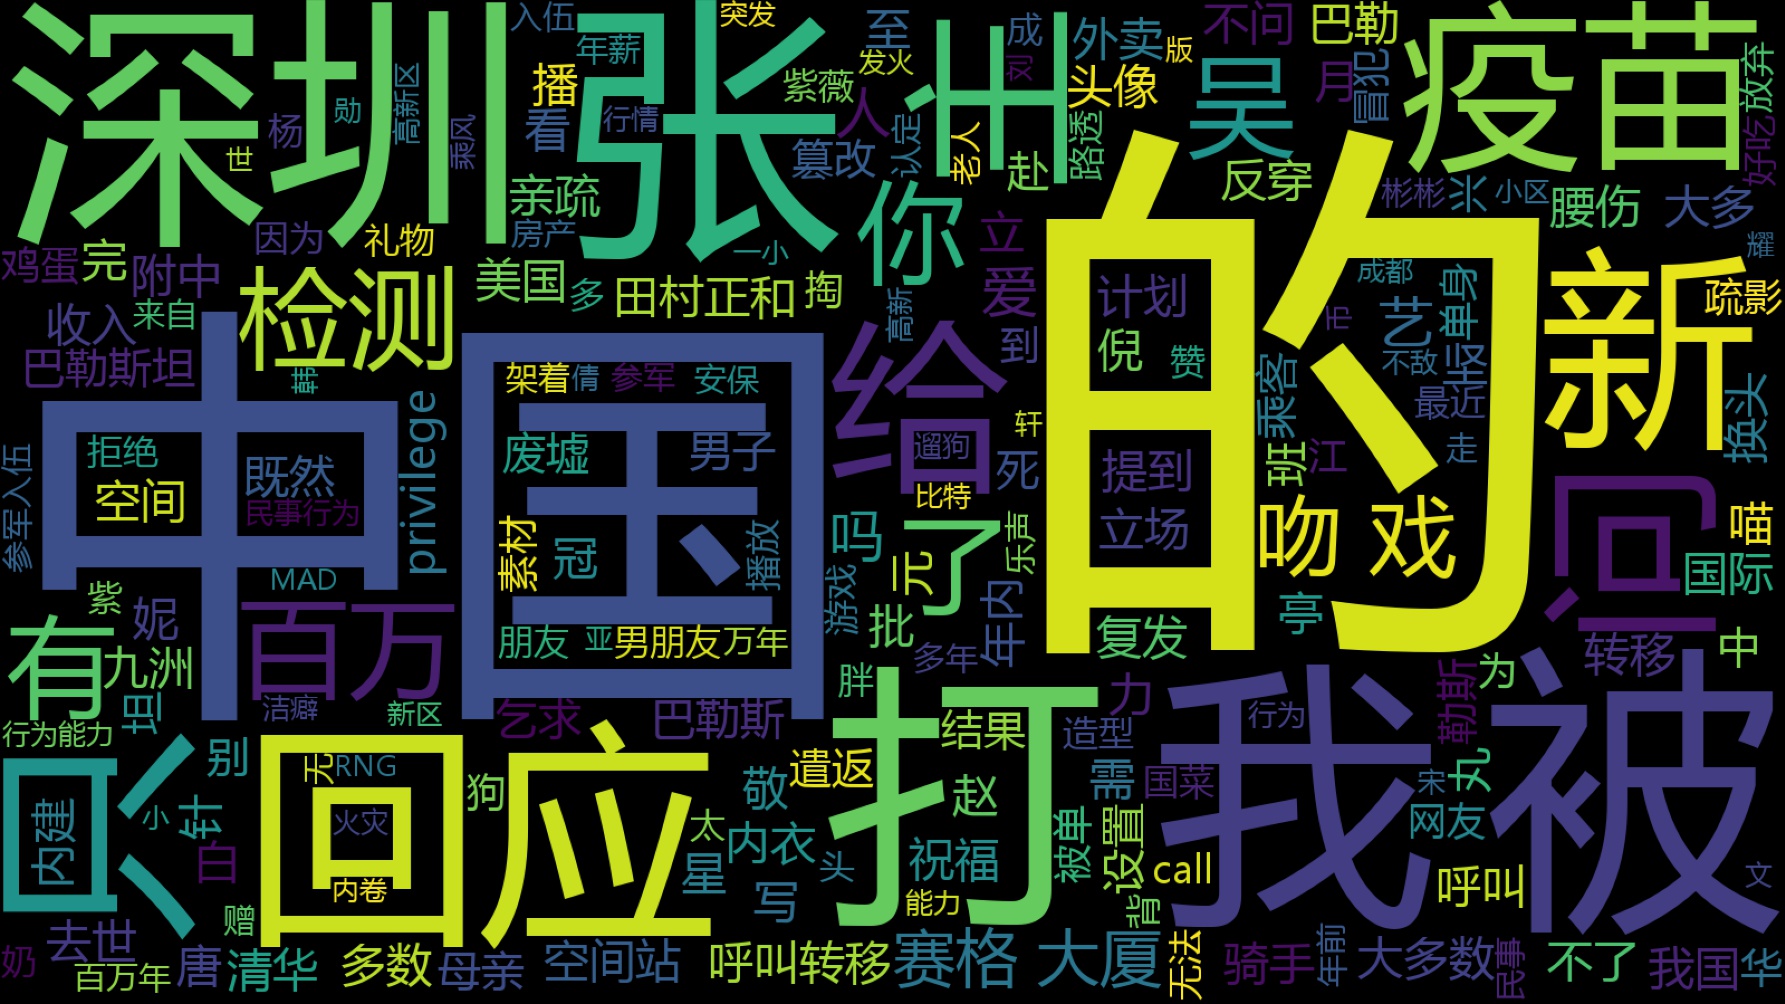 深圳
张
出
疫苗
入伍
年薪
突发
至
成
外卖
版
不问
巴勒
高新区
勋
杨
世
乘风
播
看
行情
紫薇
发火
人
篡改
认定
老人
赴
路透
头像
吴
月
冒犯
放弃
好吃
反穿
彬彬
小区
腰伤
大多
耀
亲疏
房产
因为
礼物
一小
你
立
的
鸡蛋
完
附中
检测
美国
多
田村正和
掏
高新
爱
计划
成都
单身
新
疏影
收入
来自
巴勒斯坦
韩
中国
给
到
倪
赞
市
艺
不敌
坚
乘客
最近
换头
架着
倩
参军
安保
privilege
轩
班
江
走
拒绝
既然
空间
民事行为
废墟
男子
遛狗
比特
死
提到
立场
吻
戏
参军入伍
素材
冠
播放
吗
元
了
乐声
喵
国际
MAD
紫
妮
百万
游戏
批
年内
亭
有
九洲
朋友
亚
男朋友
万年
多年
复发
转移
中
坦
洁癖
新区
胖
打
力
我
被
勒斯
为
行为能力
乞求
巴勒斯
结果
造型
行为
别
回应
无
RNG
狗
敬
遣返
赵
需
国菜
宋
丸
内建
小
针
火灾
太
内衣
祝福
被单
设置
网友
白
内卷
星
头
call
呼叫
写
能力
背
文
赠
奶
去世
百万年
唐
清华
多数
母亲
空间站
呼叫转移
赛格
大厦
无法
骑手
年前
大多数
民事
不了
我国
华